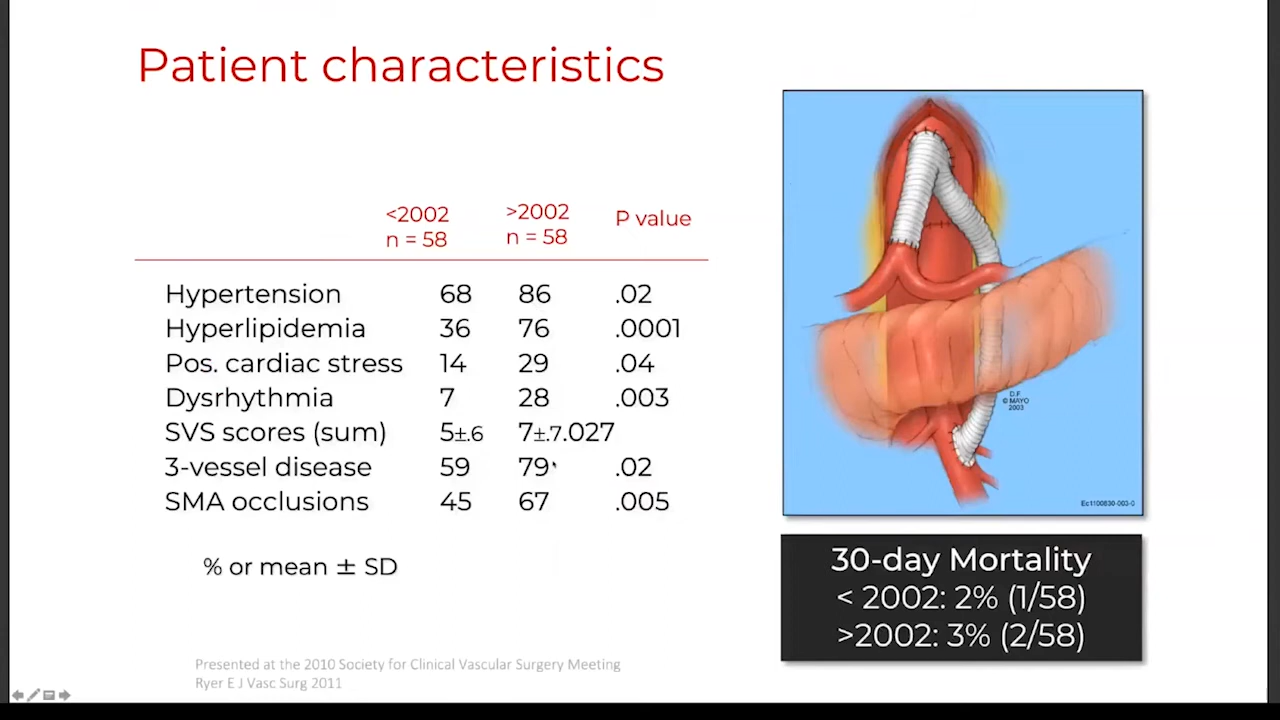 Patient characteristics
<2002 >2002 P value
n = 58 n = 58
Hypertension 68 86 .02
Hyperlipidemia 36 76 .0001
Pos. cardiac stress 14 29 .04
Dysrhythmia 7 28 .003
SVS scores (sum) 5±.6 7±.7.027
3-vessel disease 59 79 .02
SMA occlusions 45 67 .005
% or mean ± SD
D.F.
© MAYO
2003
Ec1100830-003-0
30-day Mortality
< 2002: 2% (1/58)
>2002: 3% (2/58)
Presented at the 2010 Society for Clinical Vascular Surgery Meeting
Ryer E J Vasc Surg 2011